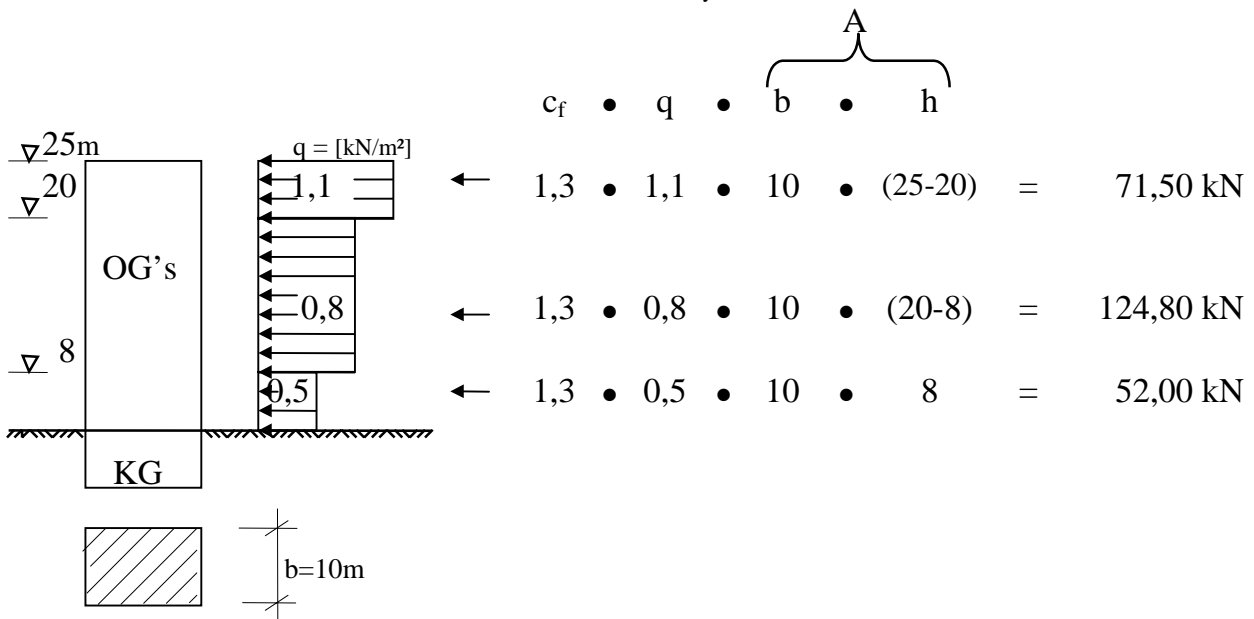 A
c_f • q • b • h
25m
q = [kN/m²]
20
1,1
1,3 • 1,1 • 10 • (25-20) = 71,50 kN
OG's
0,8
1,3 • 0,8 • 10 • (20-8) = 124,80 kN
8
0,5
1,3 • 0,5 • 10 • 8 = 52,00 kN
KG
b=10m